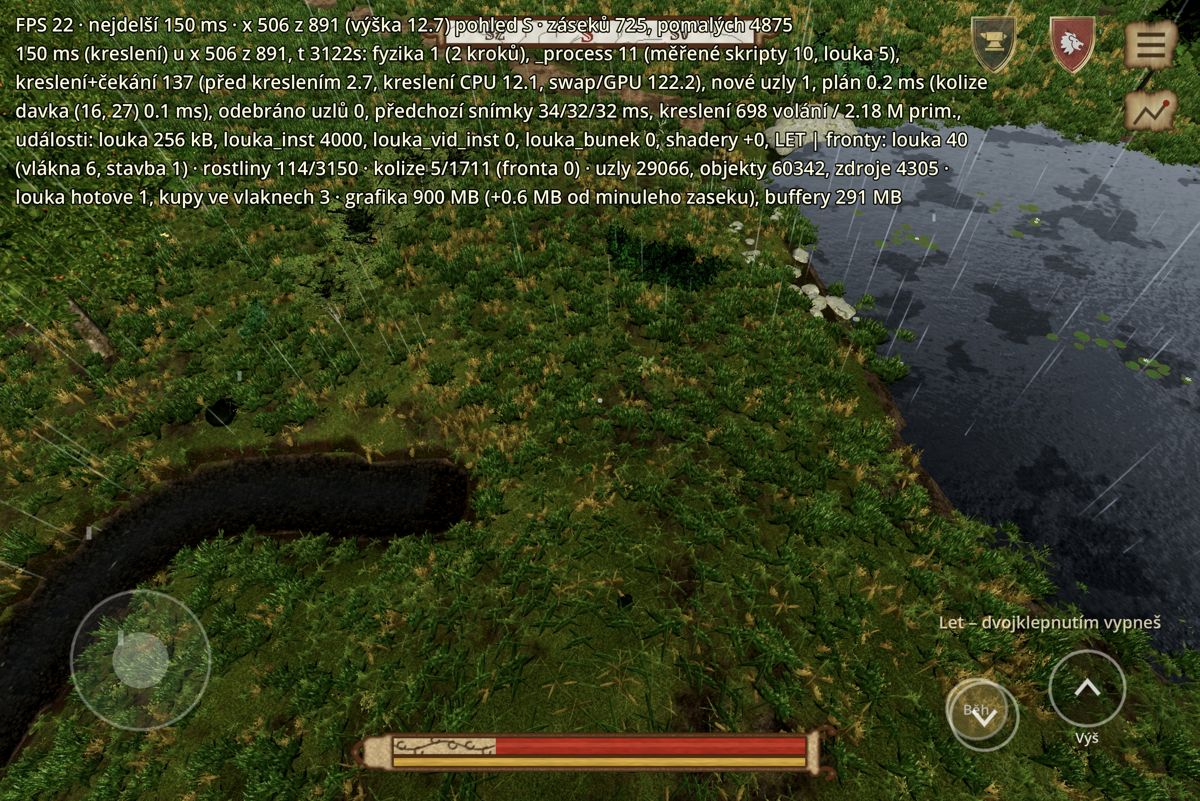 FPS 22 · nejdelší 150 ms · x 506 z 891 (výška 12.7) pohled S · záseků 725, pomalých 4875
150 ms (kreslení) u x 506 z 891, t 3122s: fyzika 1 (2 kroků), _process 11 (měřené skripty 10, louka 5),
kreslení+čekání 137 (před kreslením 2.7, kreslení CPU 12.1, swap/GPU 122.2), nové uzly 1, plán 0.2 ms (kolize
davka (16, 27) 0.1 ms), odebráno uzlů 0, předchozí snímky 34/32/32 ms, kreslení 698 volání / 2.18 M prim.,
události: louka 256 kB, louka_inst 4000, louka_vid_inst 0, louka_bunek 0, shadery +0, LET | fronty: louka 40
(vlákna 6, stavba 1) · rostliny 114/3150 · kolize 5/1711 (fronta 0) · uzly 29066, objekty 60342, zdroje 4305 ·
louka hotove 1, kupy ve vlaknech 3 · grafika 900 MB (+0.6 MB od minuleho zaseku), buffery 291 MB
SZ S SV
Let – dvojklepnutím vypneš
Běh
Výš